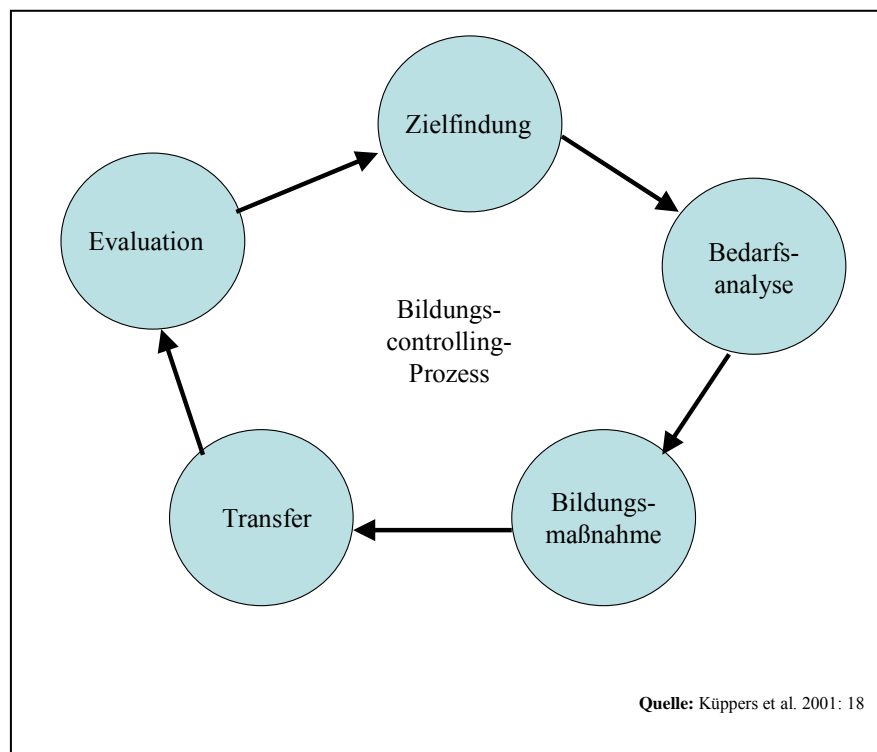 Zielfindung
Bedarfs-
analyse
Bildungs-
maßnahme
Transfer
Evaluation
Bildungs-
controlling-
Prozess
Quelle: Küppers et al. 2001: 18